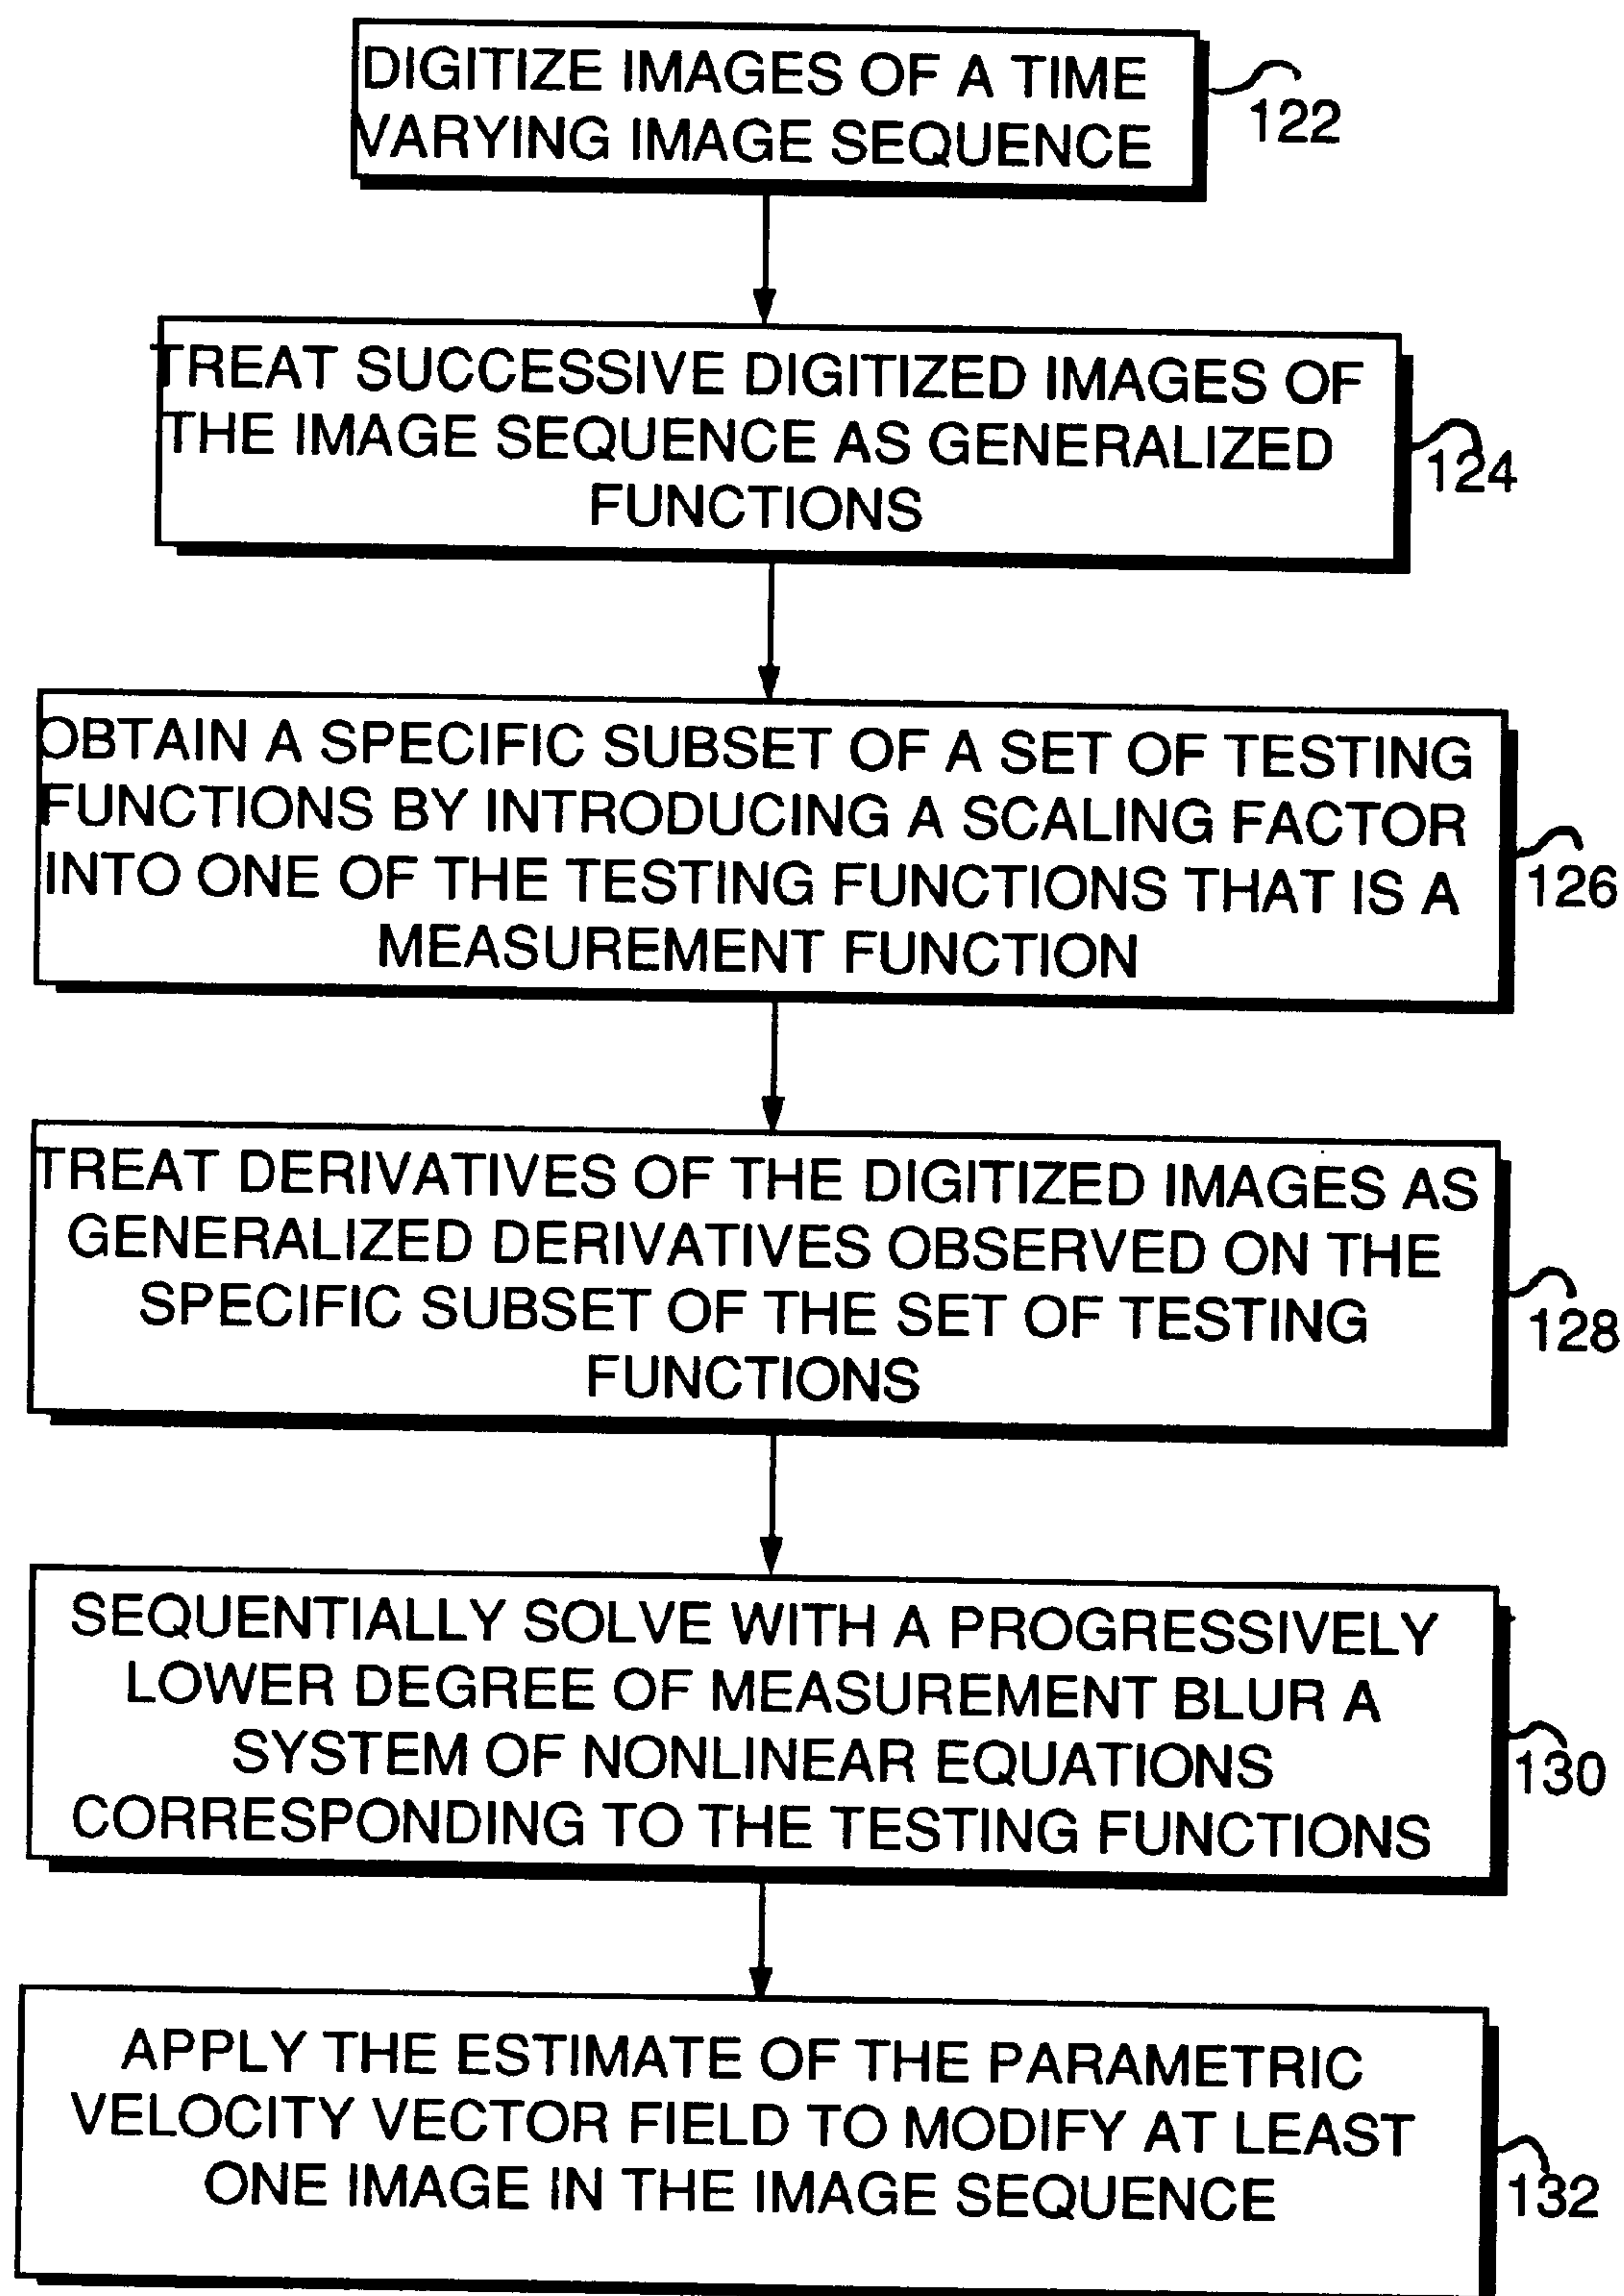 DIGITIZE IMAGES OF A TIME
VARYING IMAGE SEQUENCE
122
TREAT SUCCESSIVE DIGITIZED IMAGES OF
THE IMAGE SEQUENCE AS GENERALIZED
FUNCTIONS
124
OBTAIN A SPECIFIC SUBSET OF A SET OF TESTING
FUNCTIONS BY INTRODUCING A SCALING FACTOR
INTO ONE OF THE TESTING FUNCTIONS THAT IS A
MEASUREMENT FUNCTION
126
TREAT DERIVATIVES OF THE DIGITIZED IMAGES AS
GENERALIZED DERIVATIVES OBSERVED ON THE
SPECIFIC SUBSET OF THE SET OF TESTING
FUNCTIONS
128
SEQUENTIALLY SOLVE WITH A PROGRESSIVELY
LOWER DEGREE OF MEASUREMENT BLUR A
SYSTEM OF NONLINEAR EQUATIONS
CORRESPONDING TO THE TESTING FUNCTIONS
130
APPLY THE ESTIMATE OF THE PARAMETRIC
VELOCITY VECTOR FIELD TO MODIFY AT LEAST
ONE IMAGE IN THE IMAGE SEQUENCE
132